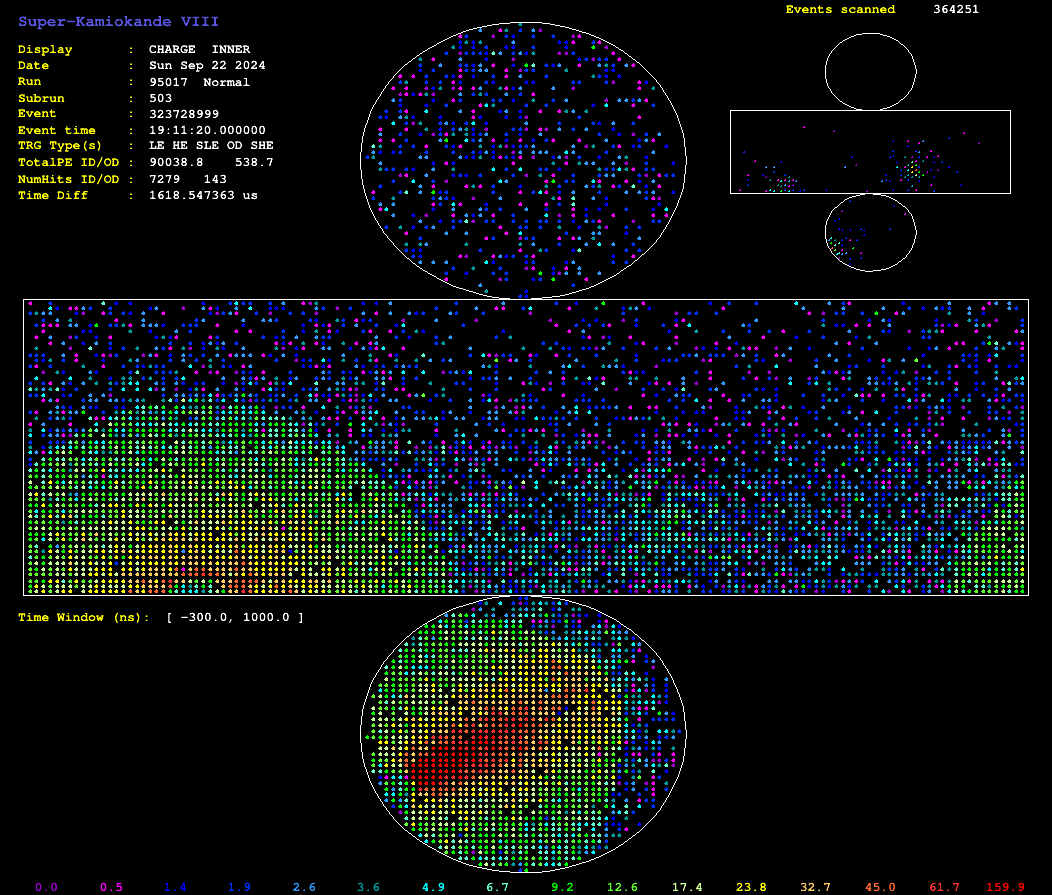 Super-Kamiokande VIII
Display : CHARGE INNER
Date : Sun Sep 22 2024
Run : 95017 Normal
Subrun : 503
Event : 323728999
Event time : 19:11:20.000000
TRG Type(s) : LE HE SLE OD SHE
TotalPE ID/OD : 90038.8 538.7
NumHits ID/OD : 7279 143
Time Diff : 1618.547363 us
Events scanned 364251
Time Window (ns): [ -300.0, 1000.0 ]
0.0 0.5 1.4 1.9 2.6 3.6 4.9 6.7 9.2 12.6 17.4 23.8 32.7 45.0 61.7 159.9